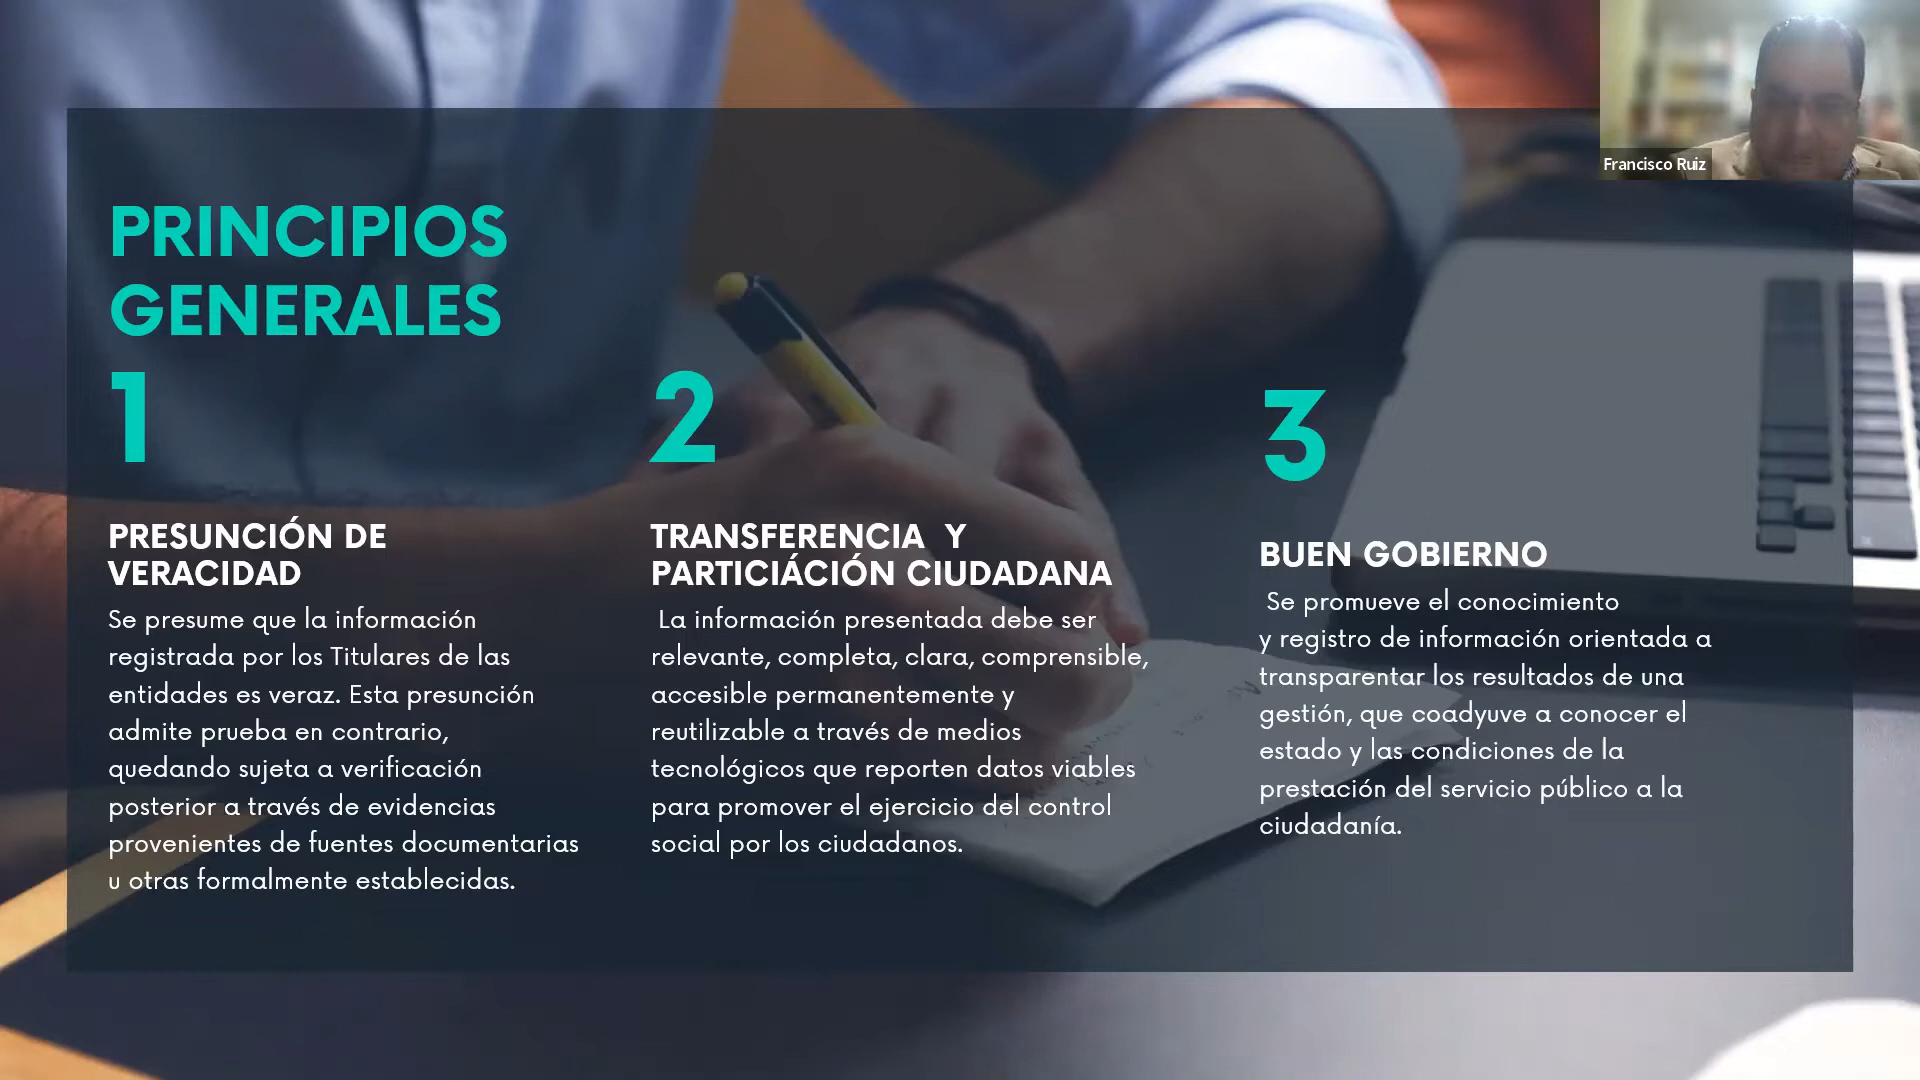 Francisco Ruiz
PRINCIPIOS
GENERALES
1
PRESUNCIÓN DE
VERACIDAD
Se presume que la información
registrada por los Titulares de las
entidades es veraz. Esta presunción
admite prueba en contrario,
quedando sujeta a verificación
posterior a través de evidencias
provenientes de fuentes documentarias
u otras formalmente establecidas.
2
TRANSFERENCIA  Y
PARTICIÁCIÓN CIUDADANA
La información presentada debe ser
relevante, completa, clara, comprensible,
accesible permanentemente y
reutilizable a través de medios
tecnológicos que reporten datos viables
para promover el ejercicio del control
social por los ciudadanos.
3
BUEN GOBIERNO
Se promueve el conocimiento
y registro de información orientada a
transparentar los resultados de una
gestión, que coadyuve a conocer el
estado y las condiciones de la
prestación del servicio público a la
ciudadanía.